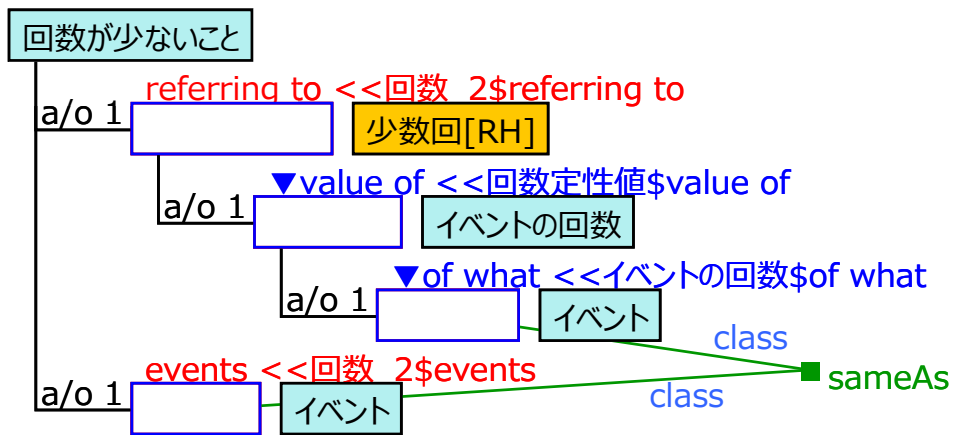 回数が少ないこと
referring to <<回数_2$referring to
a/o 1
少数回[RH]
▼value of <<回数定性値$value of
a/o 1
イベントの回数
▼of what <<イベントの回数$of what
a/o 1
イベント
class
events <<回数_2$events
sameAs
a/o 1
イベント
class